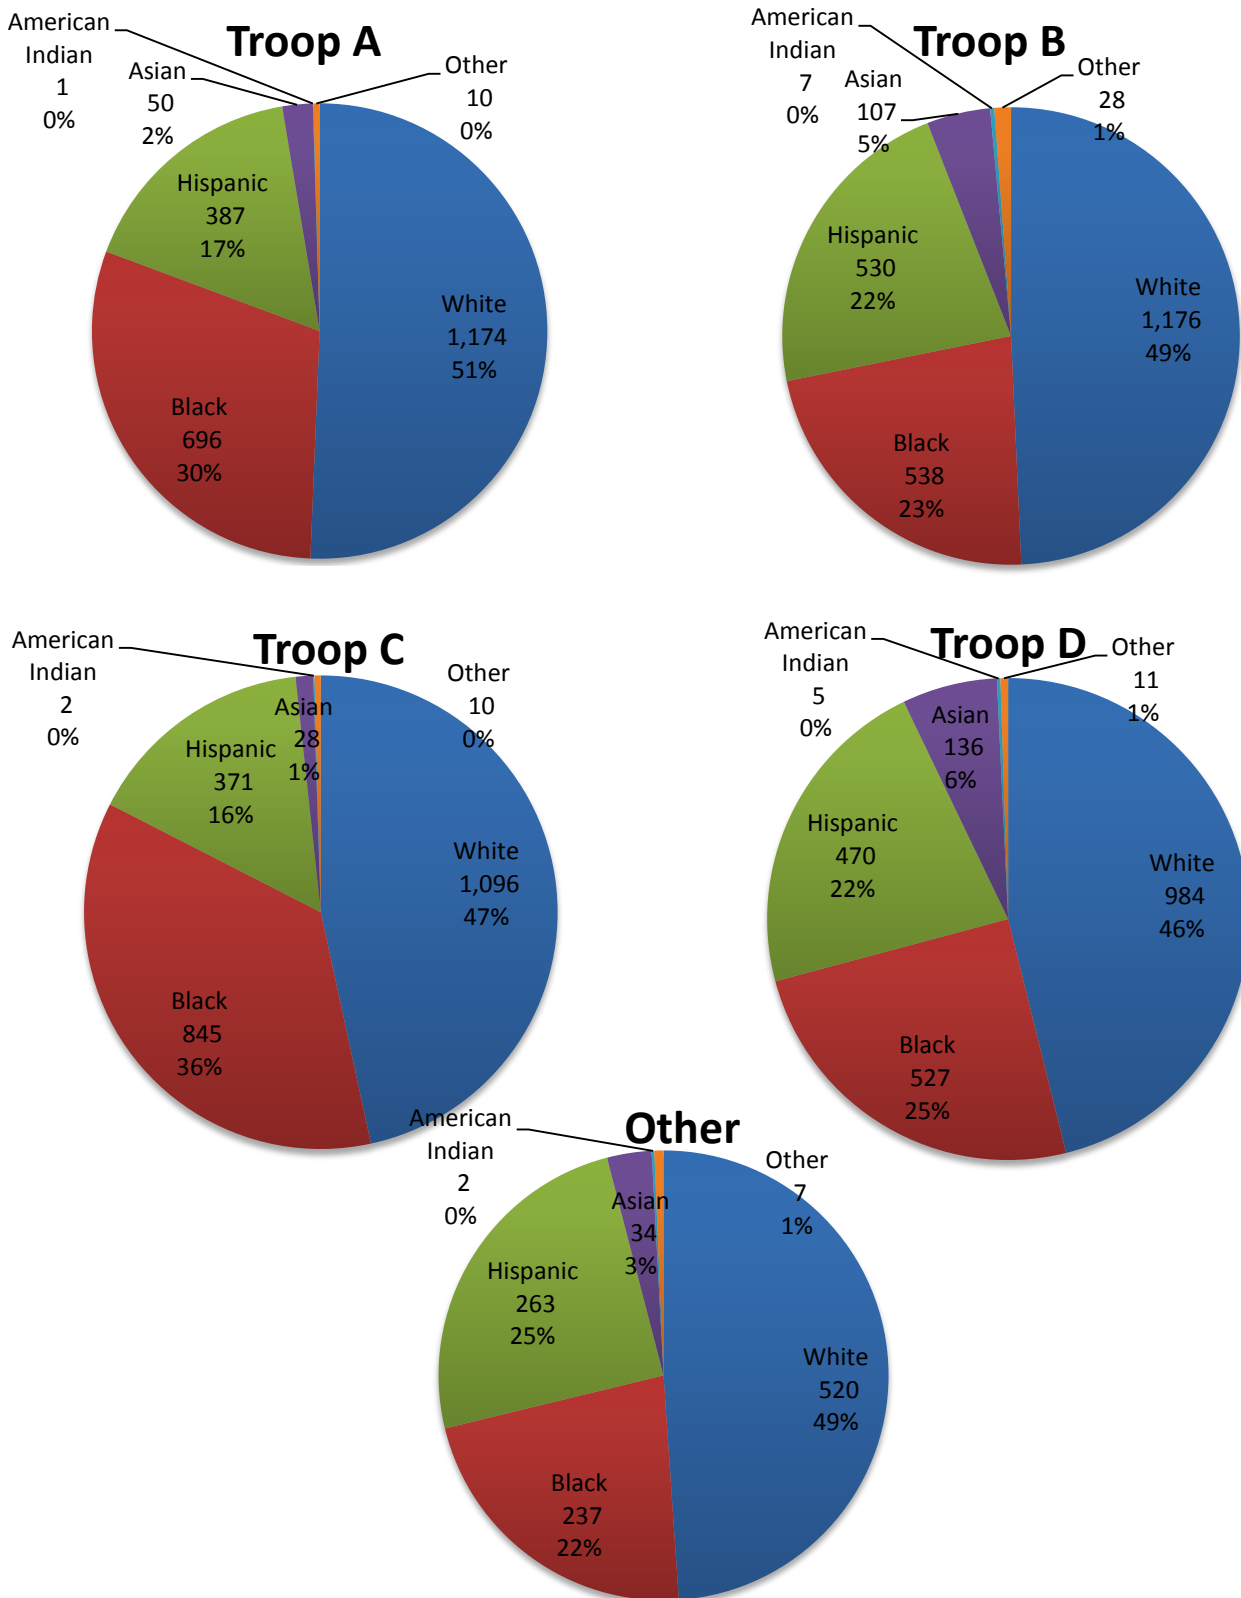 Troop A
American
Indian
1
0%
Asian
50
2%
Other
10
0%
Hispanic
387
17%
White
1,174
51%
Black
696
30%
Troop B
American
Indian
7
0%
Asian
107
5%
Other
28
1%
Hispanic
530
22%
White
1,176
49%
Black
538
23%
Troop C
American
Indian
2
0%
Asian
28
1%
Other
10
0%
Hispanic
371
16%
White
1,096
47%
Black
845
36%
Troop D
American
Indian
5
0%
Asian
136
6%
Other
11
1%
Hispanic
470
22%
White
984
46%
Black
527
25%
Other
American
Indian
2
0%
Asian
34
3%
Other
7
1%
Hispanic
263
25%
White
520
49%
Black
237
22%